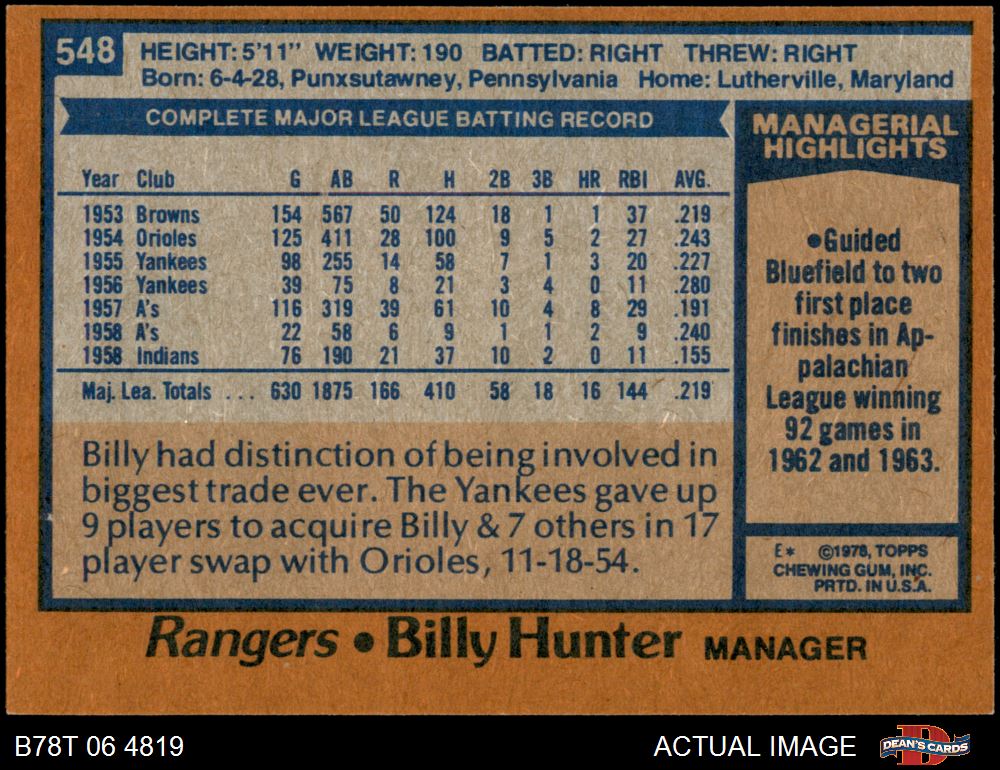 548
HEIGHT: 5'11" WEIGHT: 190 BATTED: RIGHT THREW: RIGHT
Born: 6-4-28, Punxsutawney, Pennsylvania Home: Lutherville, Maryland
COMPLETE MAJOR LEAGUE BATTING RECORD
Year Club G AB R H 2B 3B HR RBI AVG.
1953 Browns 154 567 50 124 18 1 1 37 .219
1954 Orioles 125 411 28 100 9 5 2 27 .243
1955 Yankees 98 255 14 58 7 1 3 20 .227
1956 Yankees 39 75 8 21 3 4 0 11 .280
1957 A's 116 319 39 61 10 4 8 29 .191
1958 A's 22 58 6 9 1 1 2 9 .240
1958 Indians 76 190 21 37 10 2 0 11 .155
Maj. Lea. Totals ... 630 1875 166 410 58 18 16 144 .219
MANAGERIAL
HIGHLIGHTS
●Guided
Bluefield to two
first place
finishes in Ap-
palachian
League winning
92 games in
1962 and 1963.
Billy had distinction of being involved in
biggest trade ever. The Yankees gave up
9 players to acquire Billy & 7 others in 17
player swap with Orioles, 11-18-54.
E* ©1978, TOPPS
CHEWING GUM, INC.
PRTD. IN U.S.A.
Rangers ● Billy Hunter MANAGER
B78T 06 4819
ACTUAL IMAGE
D
DEAN'S CARDS